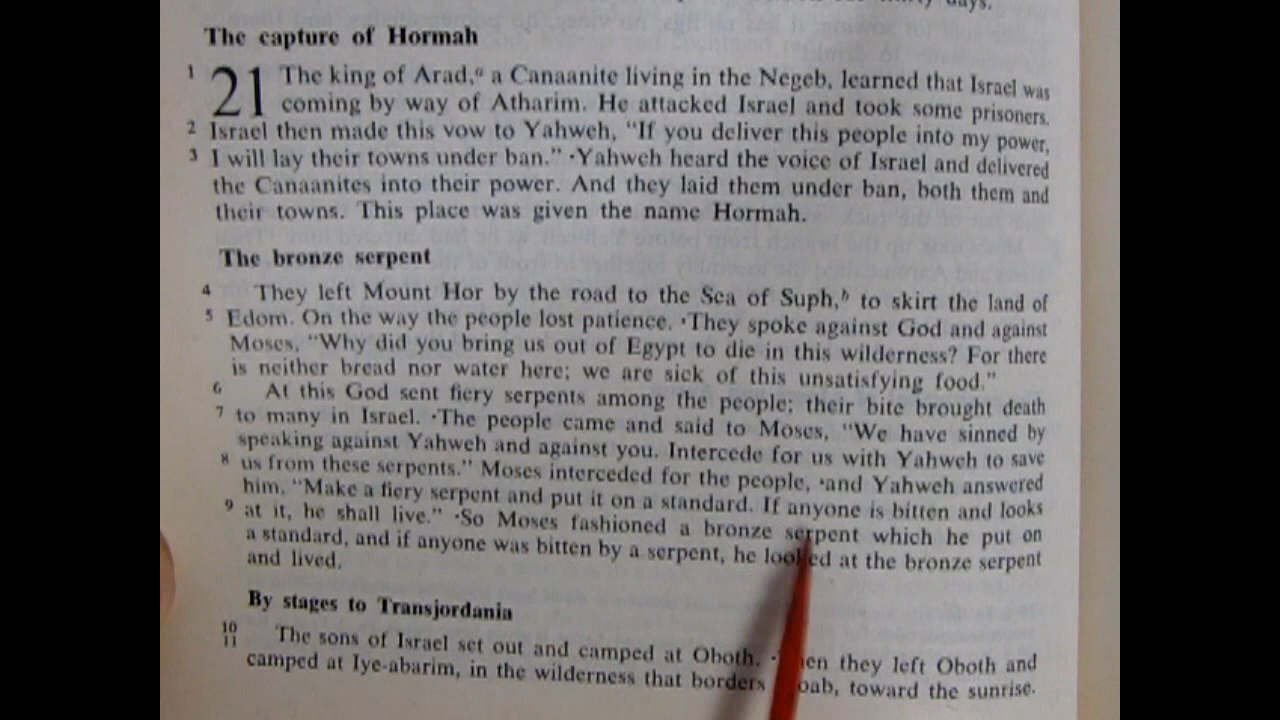 days.
The capture of Hormah
1 21 The king of Arad,a a Canaanite living in the Negeb, learned that Israel was
coming by way of Atharim. He attacked Israel and took some prisoners.
2 Israel then made this vow to Yahweh, “If you deliver this people into my power,
3 I will lay their towns under ban.” ·Yahweh heard the voice of Israel and delivered
the Canaanites into their power. And they laid them under ban, both them and
their towns. This place was given the name Hormah.
The bronze serpent
4 They left Mount Hor by the road to the Sea of Suph,b to skirt the land of
5 Edom. On the way the people lost patience. ·They spoke against God and against
Moses, “Why did you bring us out of Egypt to die in this wilderness? For there
is neither bread nor water here; we are sick of this unsatisfying food.”
6 At this God sent fiery serpents among the people; their bite brought death
7 to many in Israel. ·The people came and said to Moses, “We have sinned by
speaking against Yahweh and against you. Intercede for us with Yahweh to save
8 us from these serpents.” Moses interceded for the people, ·and Yahweh answered
him, “Make a fiery serpent and put it on a standard. If anyone is bitten and looks
9 at it, he shall live.” ·So Moses fashioned a bronze serpent which he put on
a standard, and if anyone was bitten by a serpent, he looked at the bronze serpent
and lived.
By stages to Transjordania
10 The sons of Israel set out and camped at Oboth. · they left Oboth and
11 camped at Iye-abarim, in the wilderness that borders toward the sunrise.